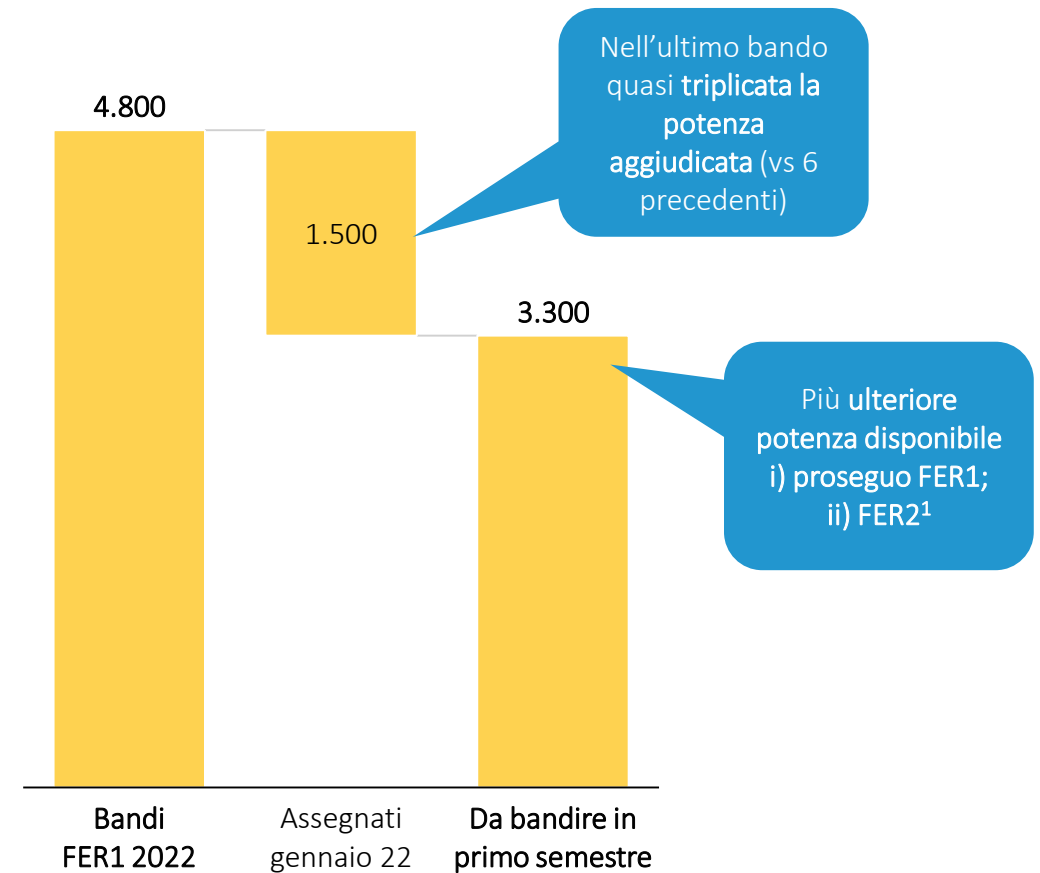 Nell’ultimo bando
quasi triplicata la
potenza
aggiudicata (vs 6
precedenti)
4.800
1.500
3.300
Più ulteriore
potenza disponibile
i) proseguo FER1;
ii) FER2¹
Bandi
FER1 2022
Assegnati
gennaio 22
Da bandire in
primo semestre